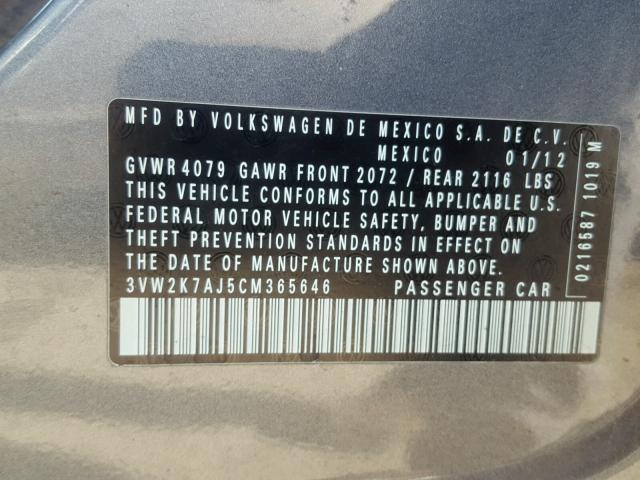 MFD BY VOLKSWAGEN DE MEXICO S.A. DE C.V.
MEXICO 01/12
GVWR 4079 GAWR FRONT 2072 / REAR 2116 LBS
THIS VEHICLE CONFORMS TO ALL APPLICABLE U.S.
FEDERAL MOTOR VEHICLE SAFETY, BUMPER AND
THEFT PREVENTION STANDARDS IN EFFECT ON
THE DATE OF MANUFACTURE SHOWN ABOVE.
3VW2K7AJ5CM365646 PASSENGER CAR
0216587 1019 M